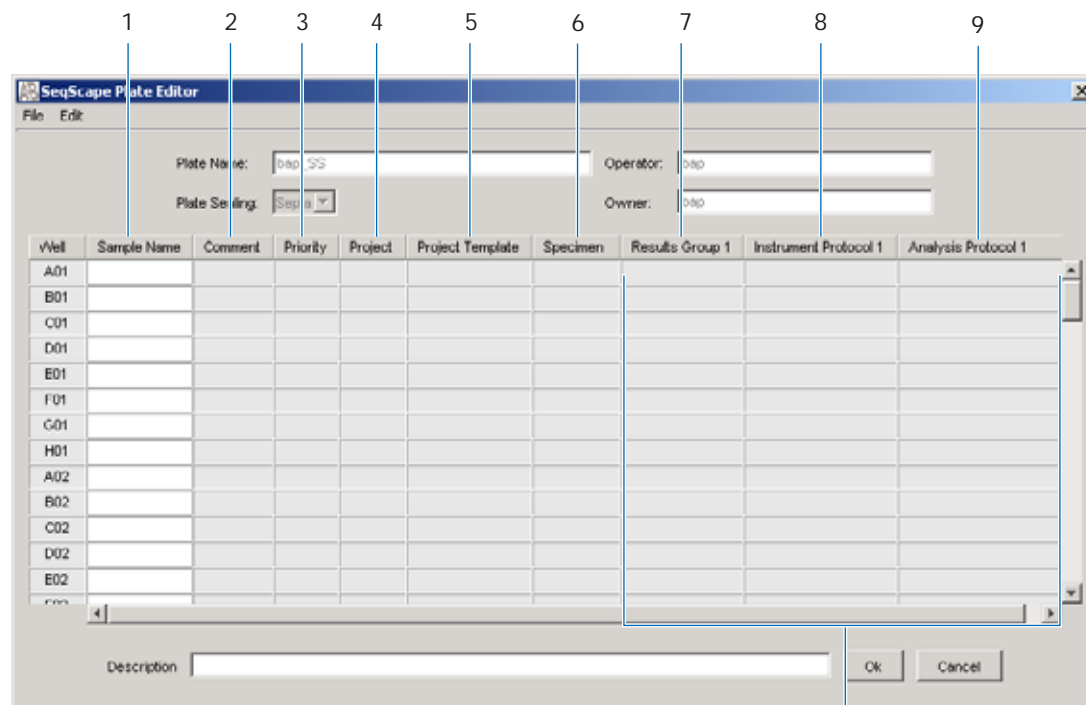 1 2 3 4 5 6 7 8 9
SeqScape Plate Editor
File Edit
Plate Name: bap_SS Operator: bap
Plate Sealing: Septa Owner: bap
Well Sample Name Comment Priority Project Project Template Specimen Results Group 1 Instrument Protocol 1 Analysis Protocol 1
A01
B01
C01
D01
E01
F01
G01
H01
A02
B02
C02
D02
E02
Description Ok Cancel